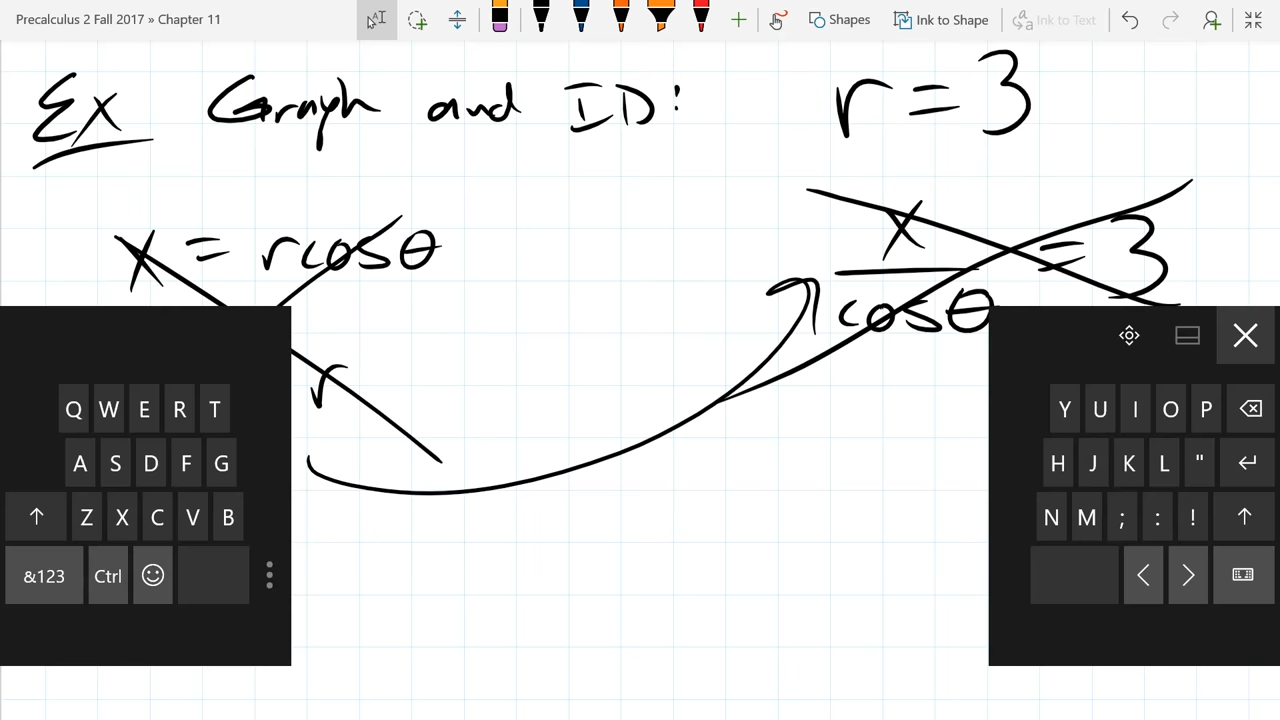 Precalculus 2 Fall 2017 » Chapter 11
Shapes Ink to Shape Ink to Text
Ex Graph and ID: r = 3
x = rcosθ
x
= 3
cosθ
r
Q W E R T
Y U I O P
A S D F G
H J K L "
Z X C V B
N M ; : !
&123 Ctrl